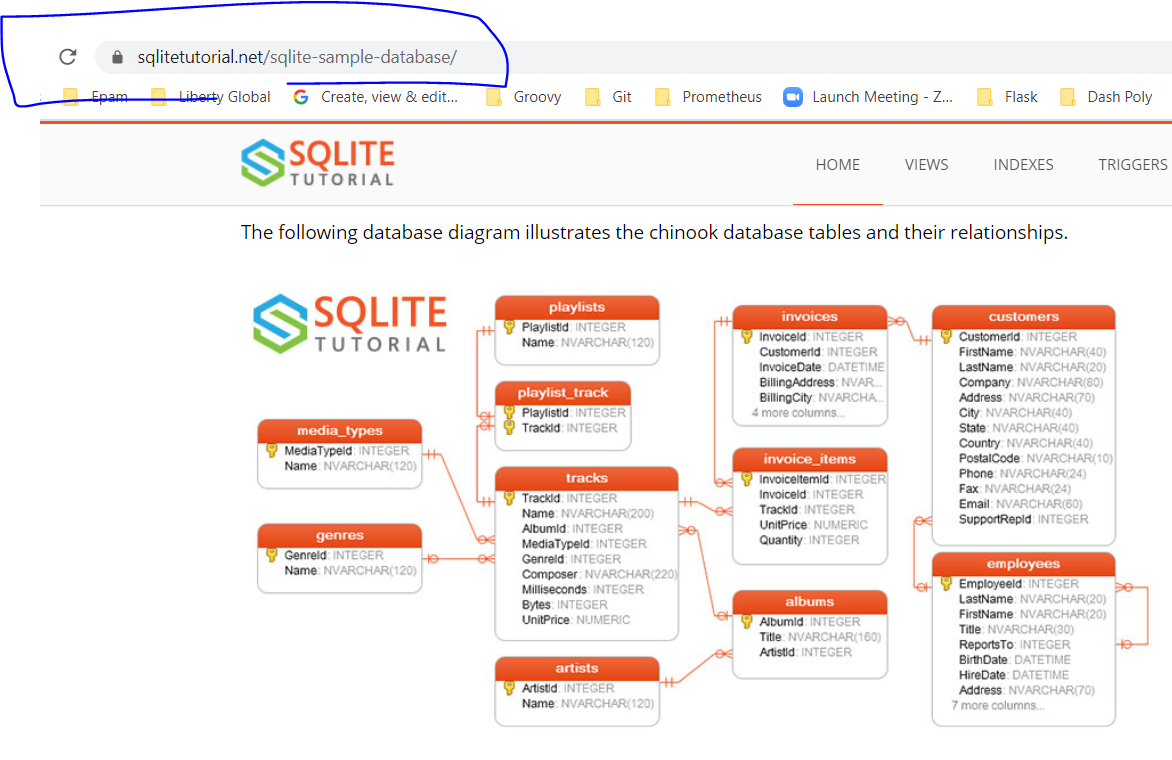 sqlitetutorial.net/sqlite-sample-database/
Epam Liberty Global Create, view & edit... Groovy Git Prometheus Launch Meeting - Z... Flask Dash Poly
SQLITE
TUTORIAL
HOME VIEWS INDEXES TRIGGERS
The following database diagram illustrates the chinook database tables and their relationships.
SQLITE
TUTORIAL
playlists
PlaylistId: INTEGER
Name: NVARCHAR(120)
playlist_track
PlaylistId: INTEGER
TrackId: INTEGER
media_types
MediaTypeId: INTEGER
Name: NVARCHAR(120)
genres
GenreId: INTEGER
Name: NVARCHAR(120)
tracks
TrackId: INTEGER
Name: NVARCHAR(200)
AlbumId: INTEGER
MediaTypeId: INTEGER
GenreId: INTEGER
Composer: NVARCHAR(220)
Milliseconds: INTEGER
Bytes: INTEGER
UnitPrice: NUMERIC
artists
ArtistId: INTEGER
Name: NVARCHAR(120)
invoices
InvoiceId: INTEGER
CustomerId: INTEGER
InvoiceDate: DATETIME
BillingAddress: NVAR...
BillingCity: NVARCHA...
4 more columns...
invoice_items
InvoiceItemId: INTEGER
InvoiceId: INTEGER
TrackId: INTEGER
UnitPrice: NUMERIC
Quantity: INTEGER
albums
AlbumId: INTEGER
Title: NVARCHAR(160)
ArtistId: INTEGER
customers
CustomerId: INTEGER
FirstName: NVARCHAR(40)
LastName: NVARCHAR(20)
Company: NVARCHAR(80)
Address: NVARCHAR(70)
City: NVARCHAR(40)
State: NVARCHAR(40)
Country: NVARCHAR(40)
PostalCode: NVARCHAR(10)
Phone: NVARCHAR(24)
Fax: NVARCHAR(24)
Email: NVARCHAR(60)
SupportRepId: INTEGER
employees
EmployeeId: INTEGER
LastName: NVARCHAR(20)
FirstName: NVARCHAR(20)
Title: NVARCHAR(30)
ReportsTo: INTEGER
BirthDate: DATETIME
HireDate: DATETIME
Address: NVARCHAR(70)
7 more columns...